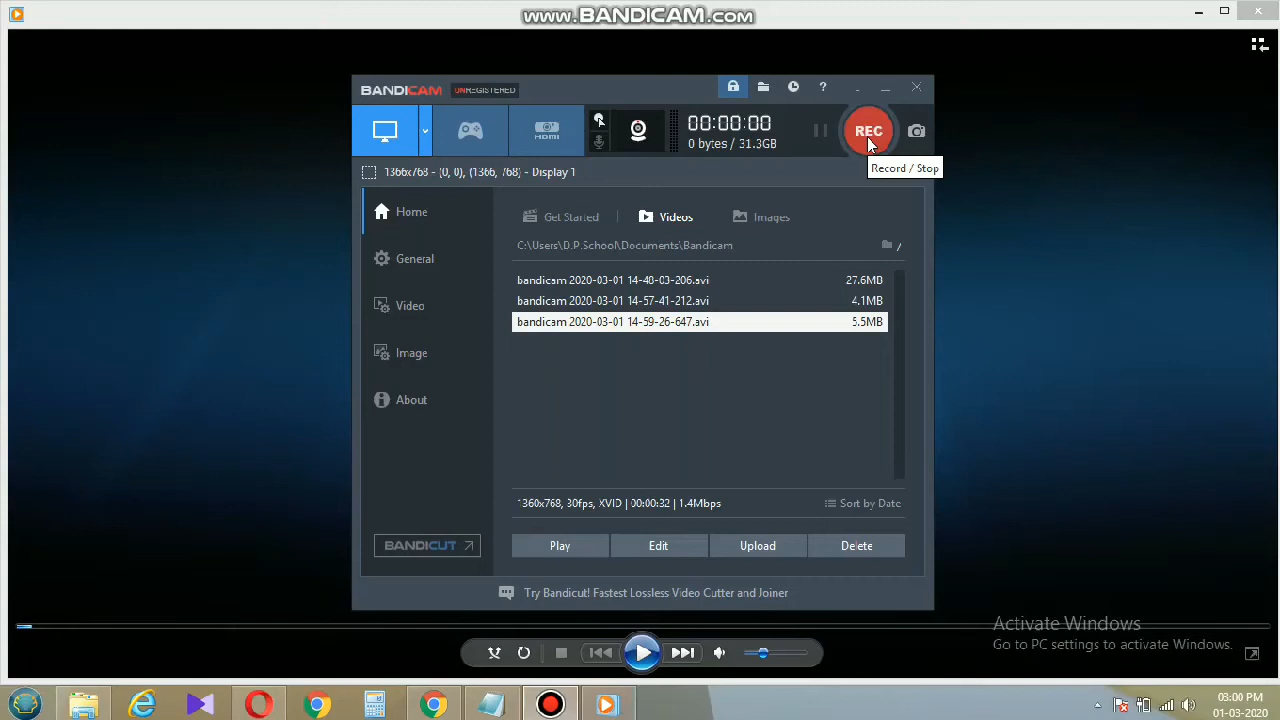 www.BANDICAM.com
BANDICAM UNREGISTERED
HDMI
00:00:00
0 bytes / 31.3GB
REC
Record / Stop
1366x768 - (0, 0), (1366, 768) - Display 1
Home
General
Video
Image
About
Get Started
Videos
Images
C:\Users\D.P.School\Documents\Bandicam
bandicam 2020-03-01 14-48-03-206.avi 27.6MB
bandicam 2020-03-01 14-57-41-212.avi 4.1MB
bandicam 2020-03-01 14-59-26-647.avi 5.5MB
1360x768, 30fps, XVID | 00:00:32 | 1.4Mbps
Sort by Date
Play
Edit
Upload
Delete
BANDICUT
Try Bandicut! Fastest Lossless Video Cutter and Joiner
Activate Windows
Go to PC settings to activate Windows.
03:00 PM
01-03-2020